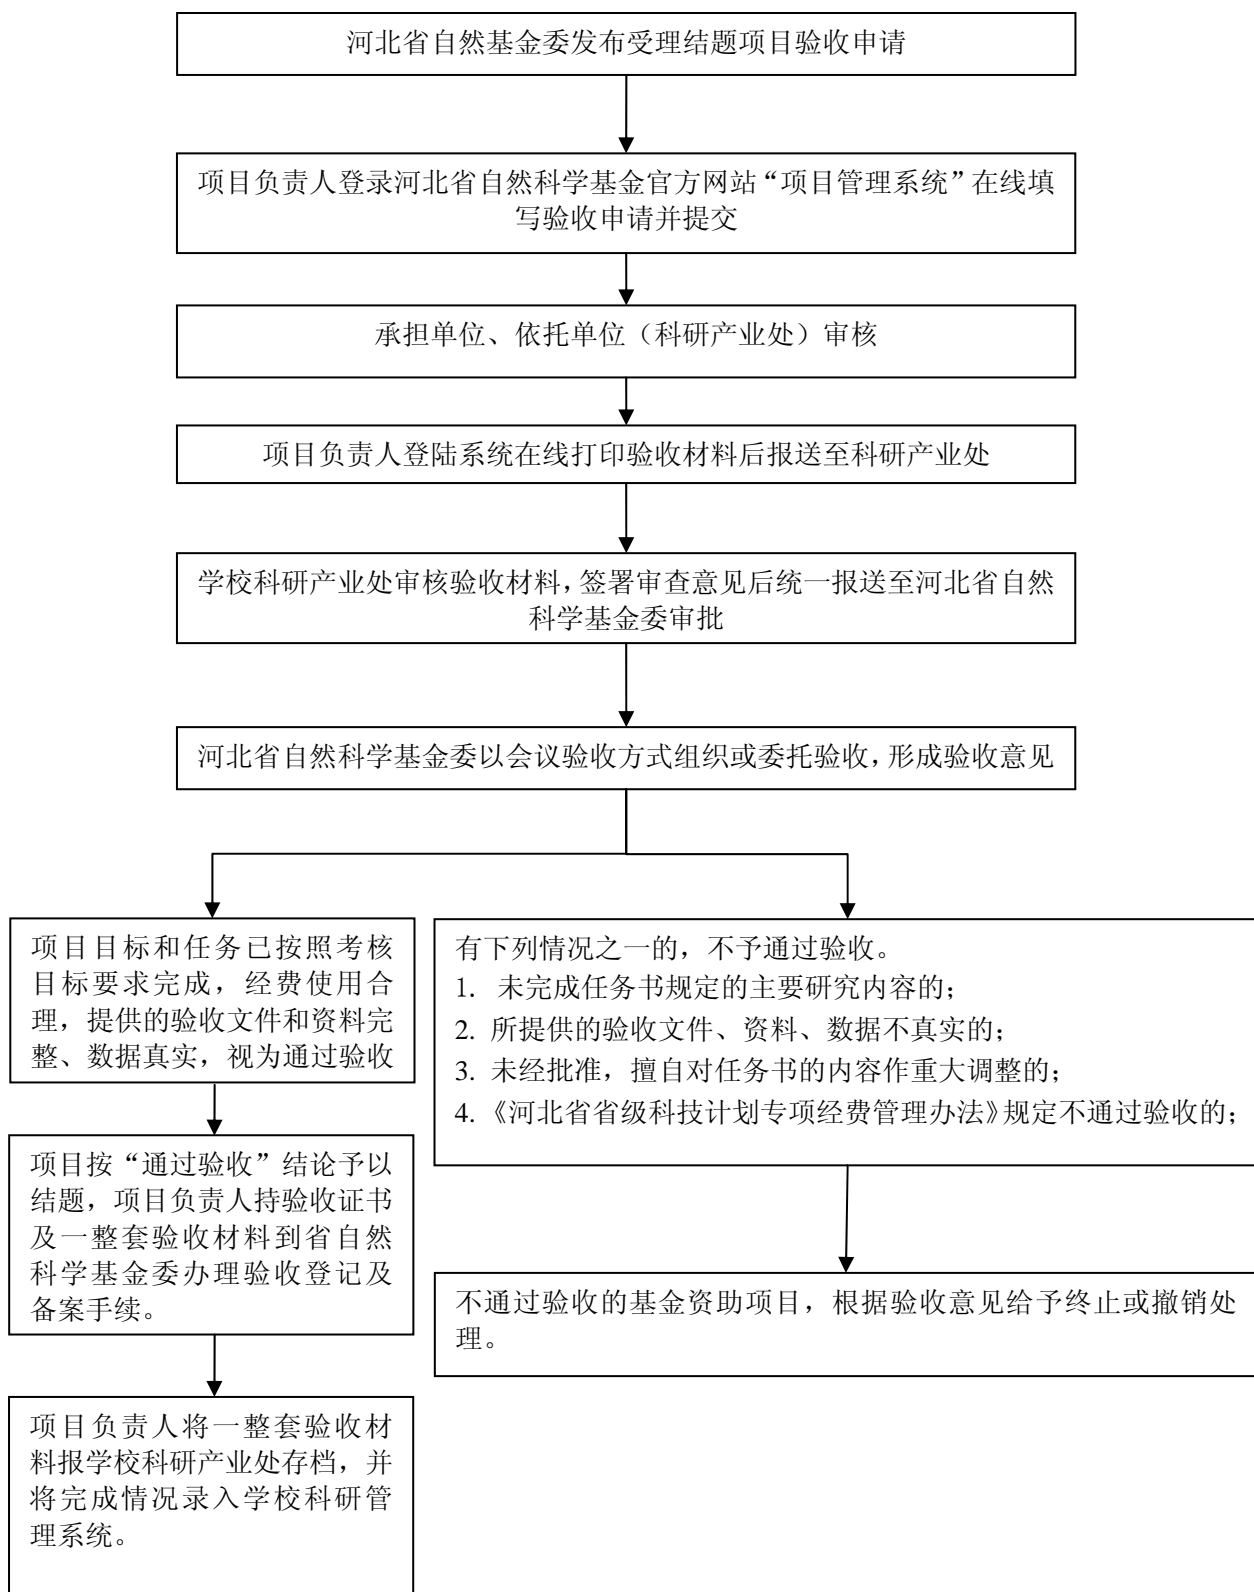 河北省自然基金委发布受理结题项目验收申请
项目负责人登录河北省自然科学基金官方网站“项目管理系统”在线填
写验收申请并提交
承担单位、依托单位（科研产业处）审核
项目负责人登陆系统在线打印验收材料后报送至科研产业处
学校科研产业处审核验收材料，签署审查意见后统一报送至河北省自然
科学基金委审批
河北省自然科学基金委以会议验收方式组织或委托验收，形成验收意见
项目目标和任务已按照考核
目标要求完成，经费使用合
理，提供的验收文件和资料完
整、数据真实，视为通过验收
有下列情况之一的，不予通过验收。
1. 未完成任务书规定的主要研究内容的；
2. 所提供的验收文件、资料、数据不真实的；
3. 未经批准，擅自对任务书的内容作重大调整的；
4.《河北省省级科技计划专项经费管理办法》规定不通过验收的；
项目按“通过验收”结论予以
结题，项目负责人持验收证书
及一整套验收材料到省自然
科学基金委办理验收登记及
备案手续。
不通过验收的基金资助项目，根据验收意见给予终止或撤销处
理。
项目负责人将一整套验收材
料报学校科研产业处存档，并
将完成情况录入学校科研管
理系统。